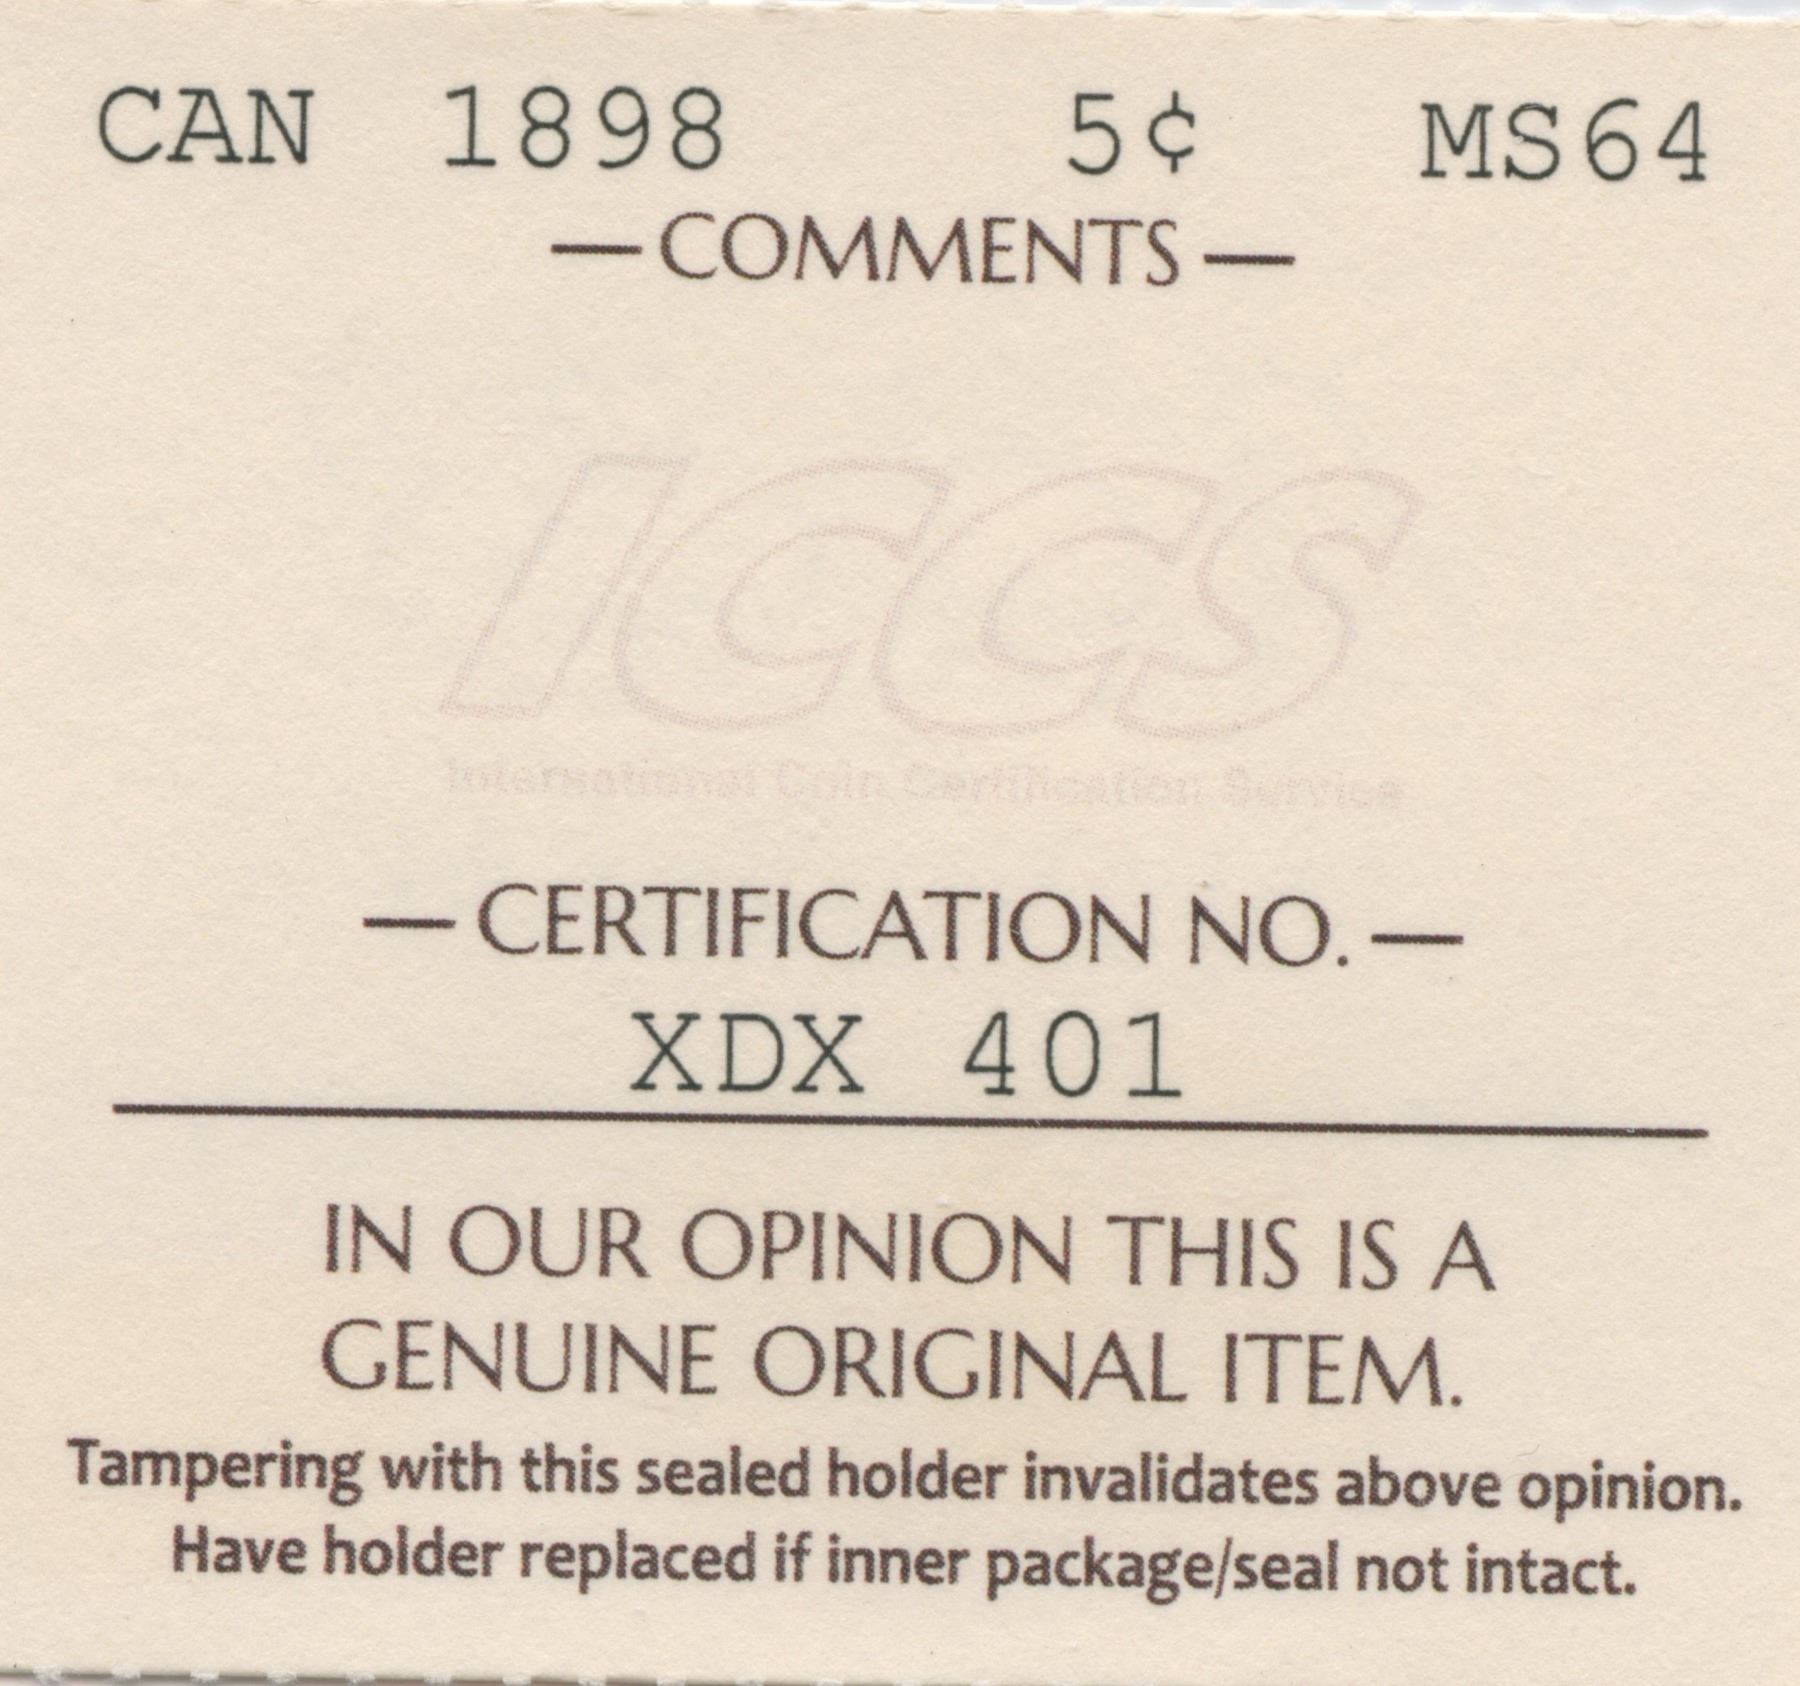 CAN 1898 5¢ MS64
—COMMENTS—
ICCS
International Coin Certification Service
—CERTIFICATION NO.—
XDX 401
IN OUR OPINION THIS IS A
GENUINE ORIGINAL ITEM.
Tampering with this sealed holder invalidates above opinion.
Have holder replaced if inner package/seal not intact.